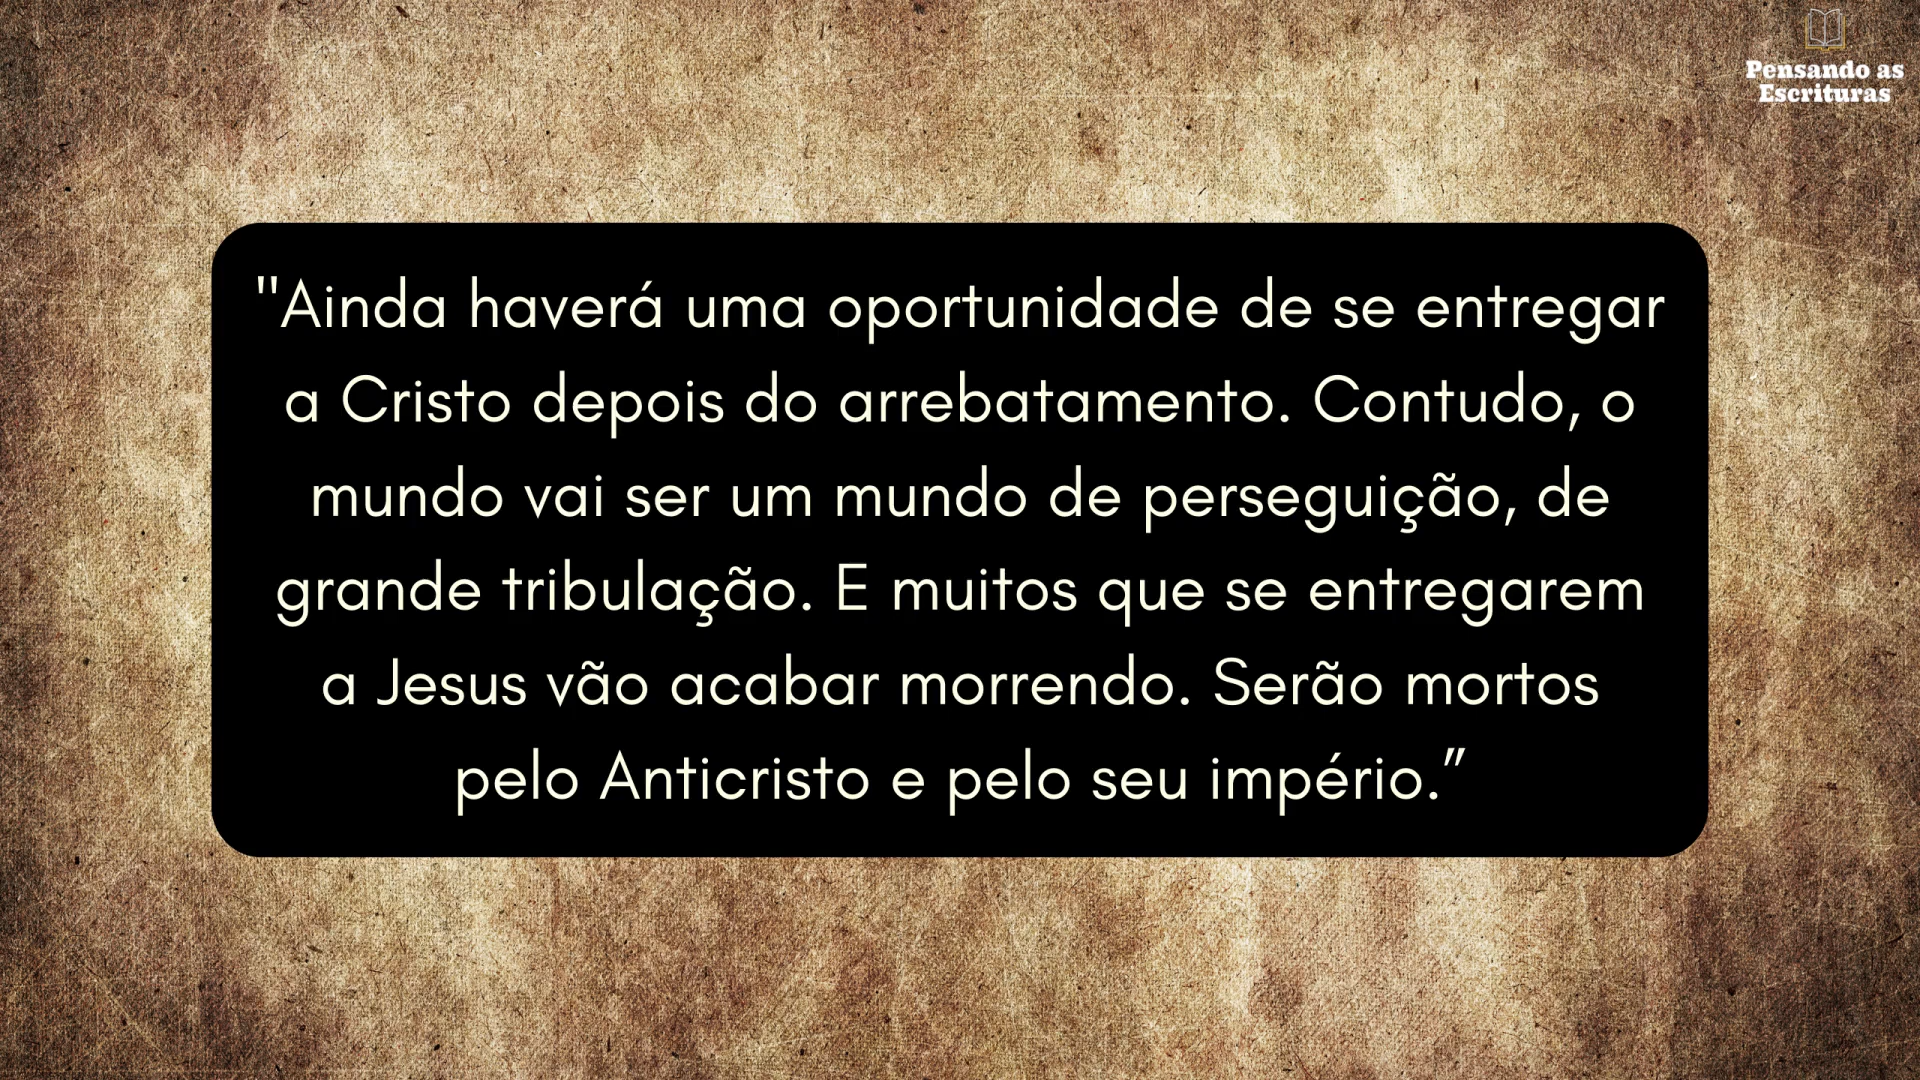 Pensando as
Escrituras
"Ainda haverá uma oportunidade de se entregar
a Cristo depois do arrebatamento. Contudo, o
mundo vai ser um mundo de perseguição, de
grande tribulação. E muitos que se entregarem
a Jesus vão acabar morrendo. Serão mortos
pelo Anticristo e pelo seu império.”